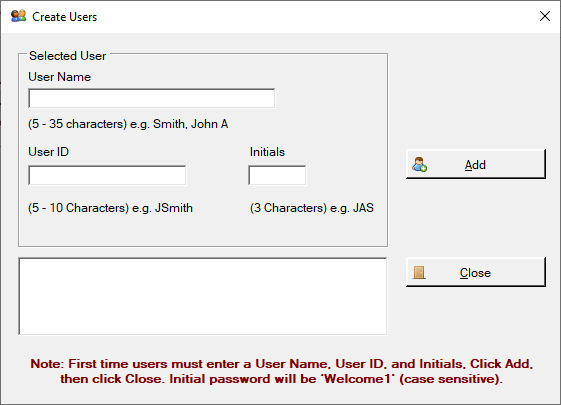 Create Users
Selected User
User Name
(5 - 35 characters) e.g. Smith, John A
User ID
Initials
(5 - 10 Characters) e.g. JSmith
(3 Characters) e.g. JAS
Add
Close
Note: First time users must enter a User Name, User ID, and Initials, Click Add,
then click Close. Initial password will be 'Welcome1' (case sensitive).